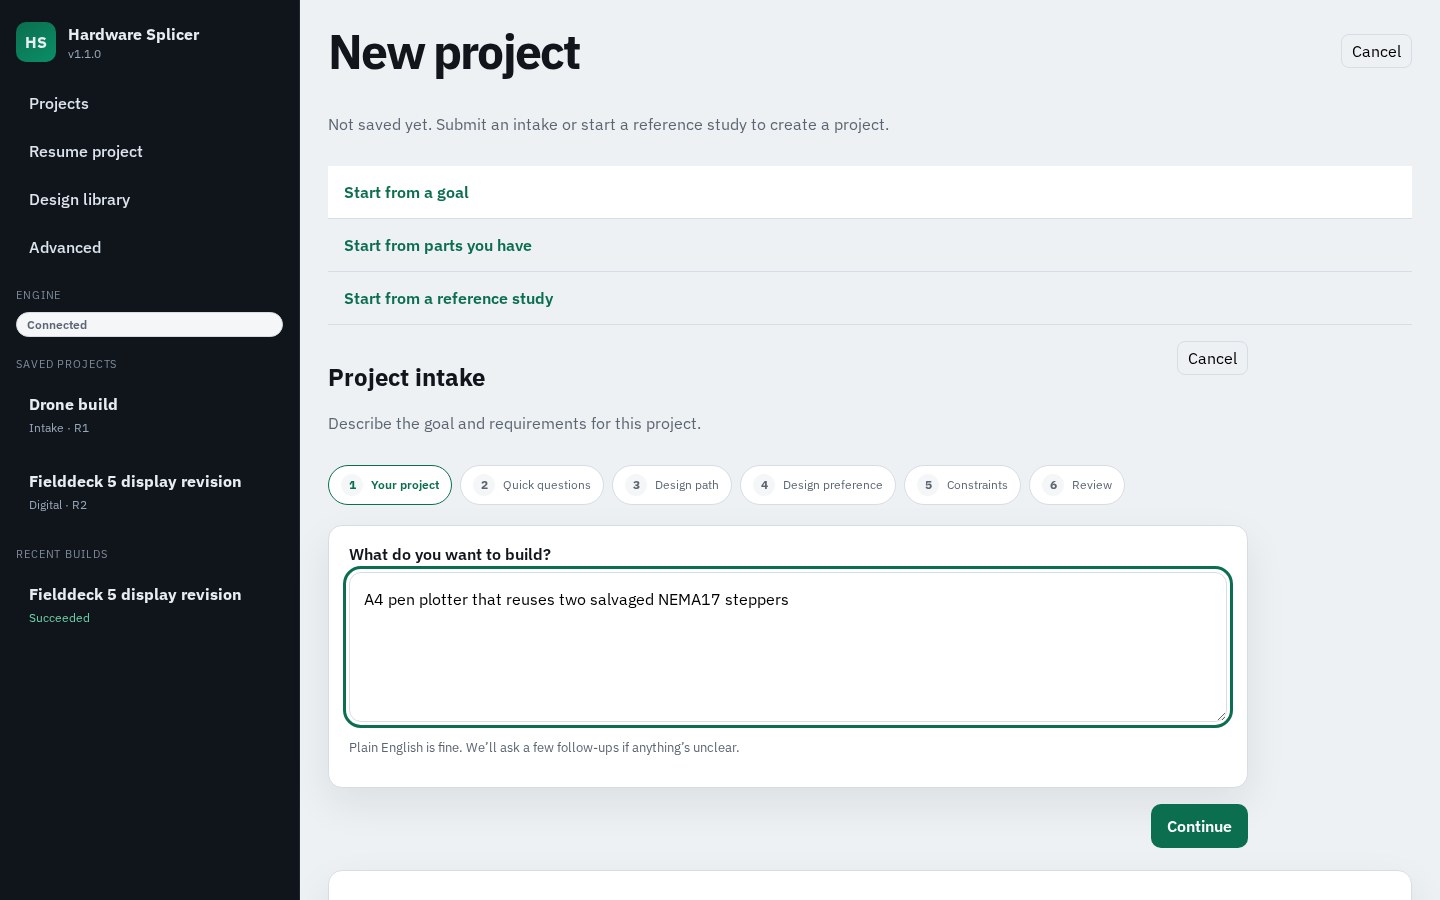 HS
Hardware Splicer
v1.1.0
Projects
Resume project
Design library
Advanced
ENGINE
Connected
SAVED PROJECTS
Drone build
Intake · R1
Fielddeck 5 display revision
Digital · R2
RECENT BUILDS
Fielddeck 5 display revision
Succeeded
New project
Cancel
Not saved yet. Submit an intake or start a reference study to create a project.
Start from a goal
Start from parts you have
Start from a reference study
Cancel
Project intake
Describe the goal and requirements for this project.
1 Your project 2 Quick questions 3 Design path 4 Design preference 5 Constraints 6 Review
What do you want to build?
A4 pen plotter that reuses two salvaged NEMA17 steppers
Plain English is fine. We’ll ask a few follow-ups if anything’s unclear.
Continue